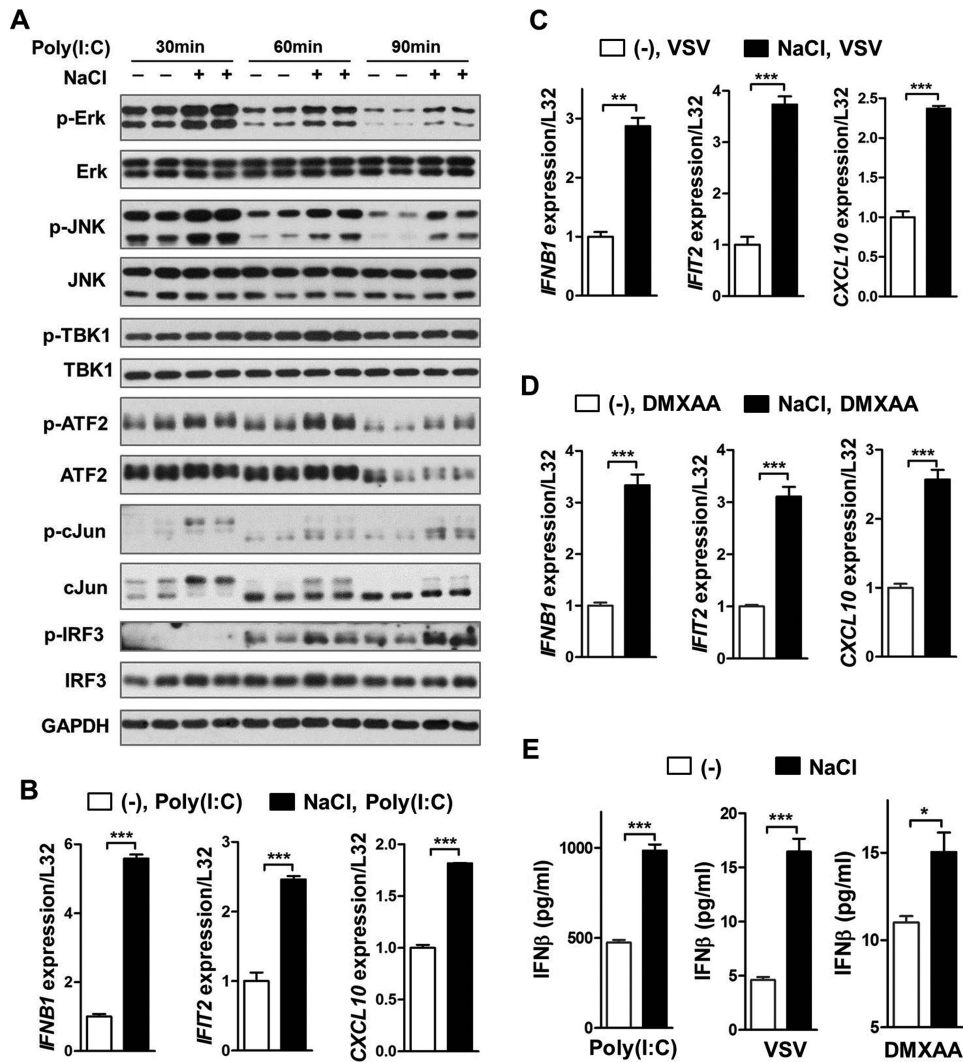 A
Poly(I:C) 30min 60min 90min
NaCl − − + + − − + + − − + +
p-Erk
Erk
p-JNK
JNK
p-TBK1
TBK1
p-ATF2
ATF2
p-cJun
cJun
p-IRF3
IRF3
GAPDH
B
(-), Poly(I:C) NaCl, Poly(I:C)
IFNB1 expression/L32
6
4
2
0
***
IFIT2 expression/L32
3
2
1
0
***
CXCL10 expression/L32
2.0
1.5
1.0
0.5
0.0
***
C
(-), VSV NaCl, VSV
IFNB1 expression/L32
3
2
1
0
**
IFIT2 expression/L32
4
3
2
1
0
***
CXCL10 expression/L32
2.5
2.0
1.5
1.0
0.5
0.0
***
D
(-), DMXAA NaCl, DMXAA
IFNB1 expression/L32
4
3
2
1
0
***
IFIT2 expression/L32
4
3
2
1
0
***
CXCL10 expression/L32
3
2
1
0
***
E
(-) NaCl
IFNβ (pg/ml)
1000
500
0
***
Poly(I:C)
IFNβ (pg/ml)
20
15
10
5
0
***
VSV
IFNβ (pg/ml)
15
10
5
*
DMXAA